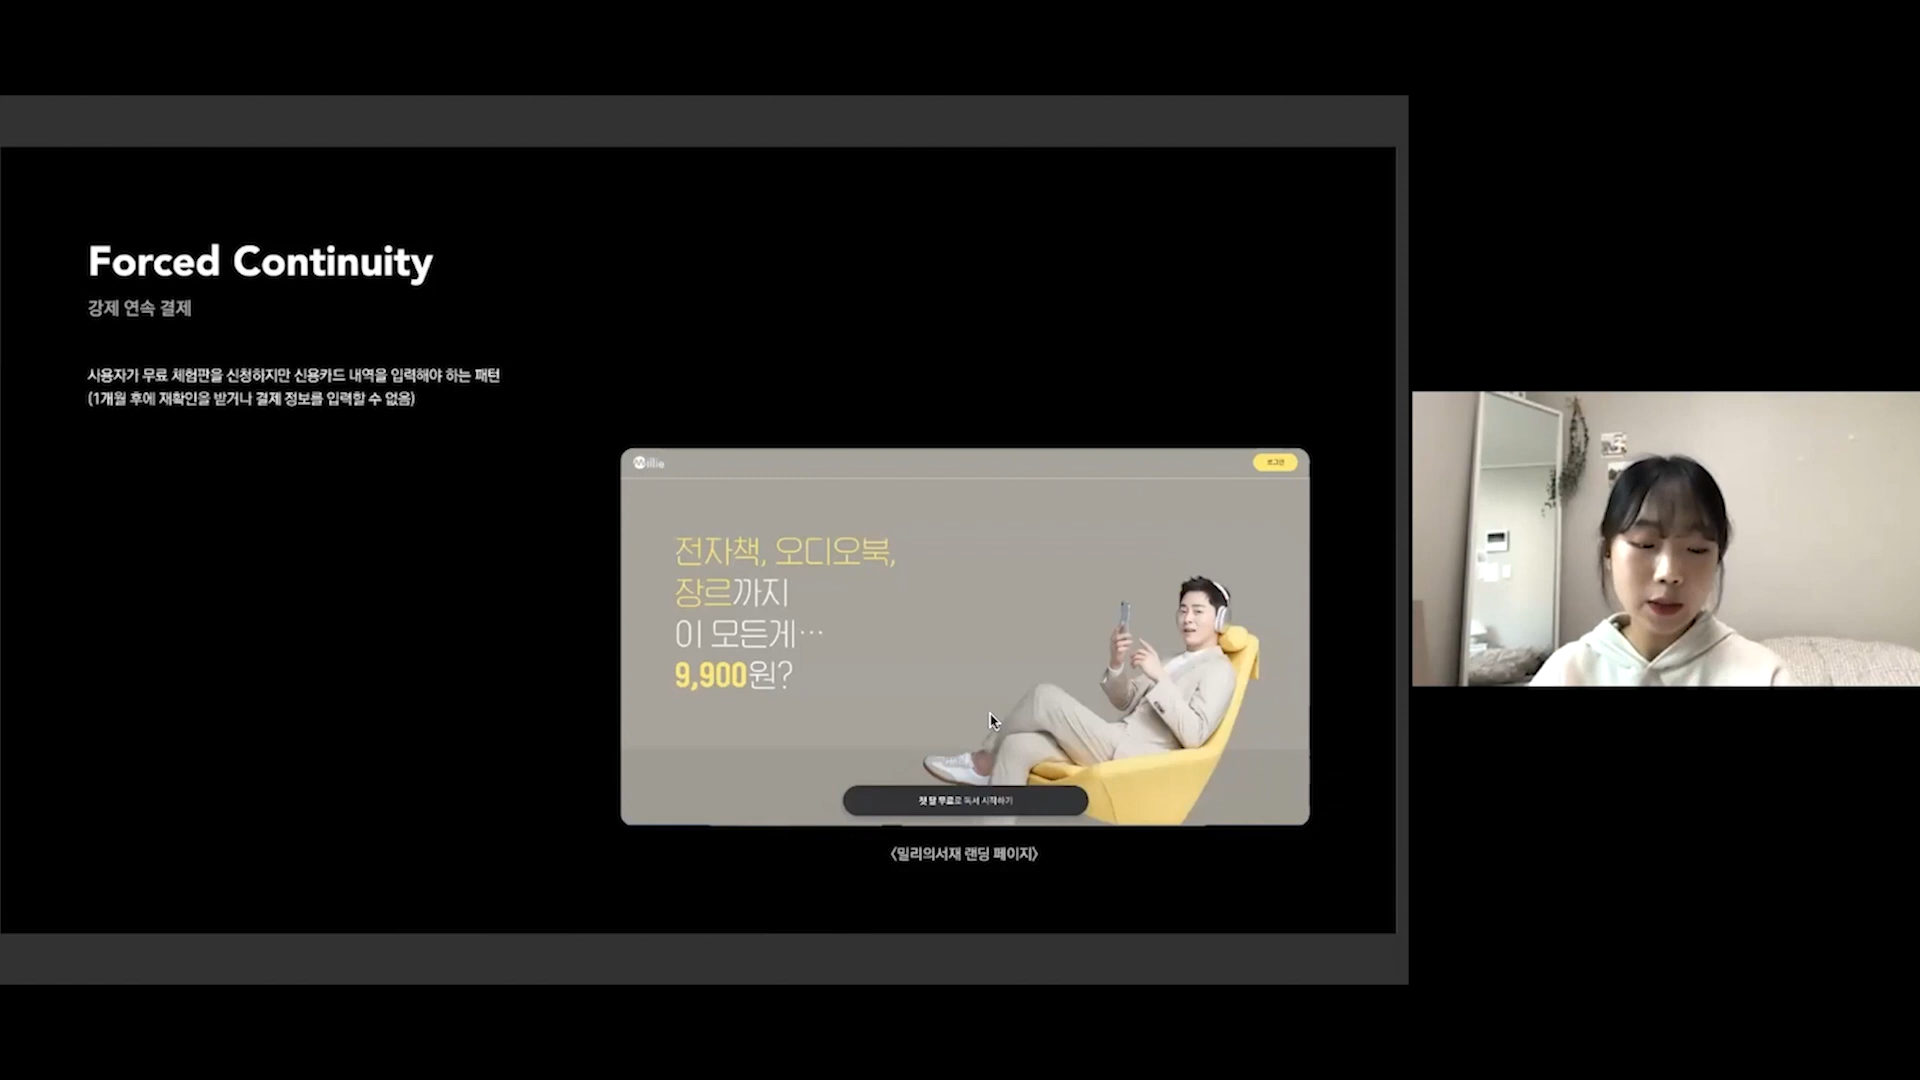 Forced Continuity
강제 연속 결제
사용자가 무료 체험판을 신청하지만 신용카드 내역을 입력해야 하는 패턴
(1개월 후에 재확인을 받거나 결제 정보를 입력할 수 없음)
Millie
로그인
전자책, 오디오북,
장르까지
이 모든게…
9,900원?
첫 달 무료로 독서 시작하기
〈밀리의서재 랜딩 페이지〉